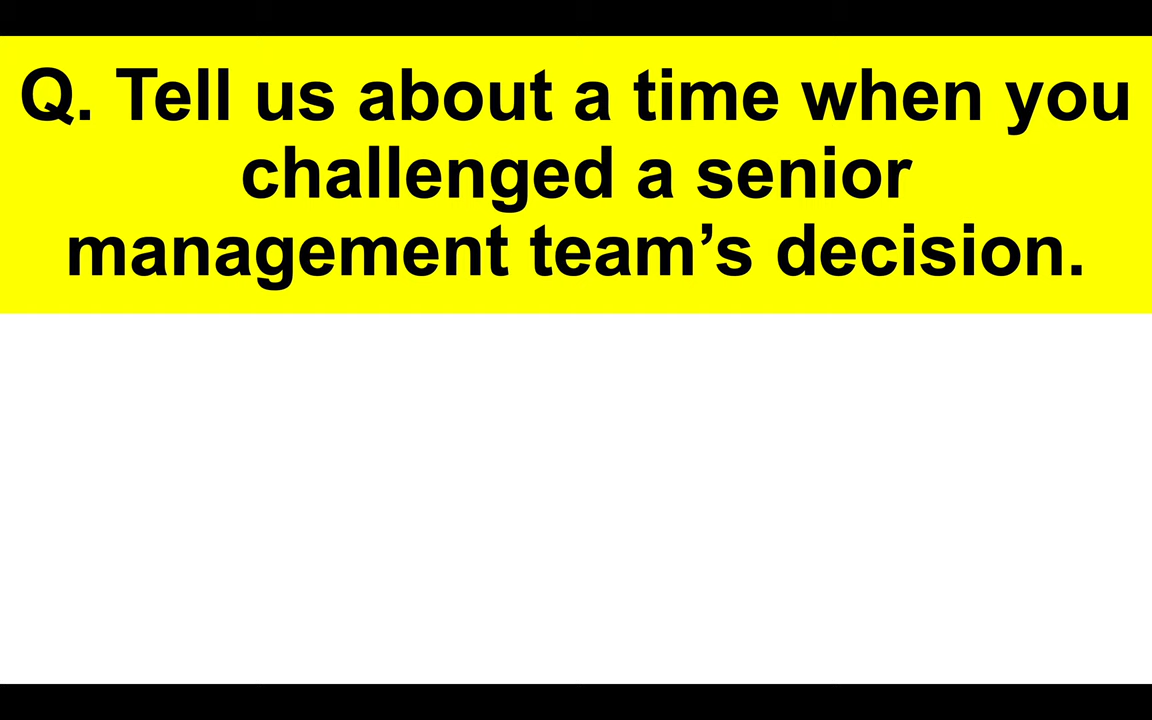 Q. Tell us about a time when you
challenged a senior
management team’s decision.